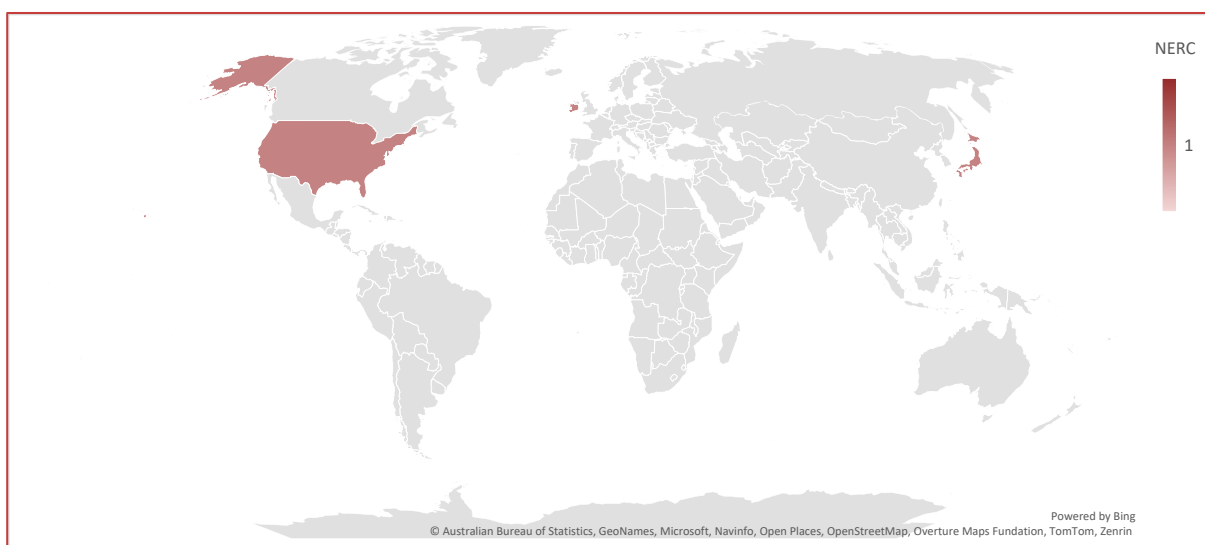 NERC
1
Powered by Bing
© Australian Bureau of Statistics, GeoNames, Microsoft, Navinfo, Open Places, OpenStreetMap, Overture Maps Fundation, TomTom, Zenrin